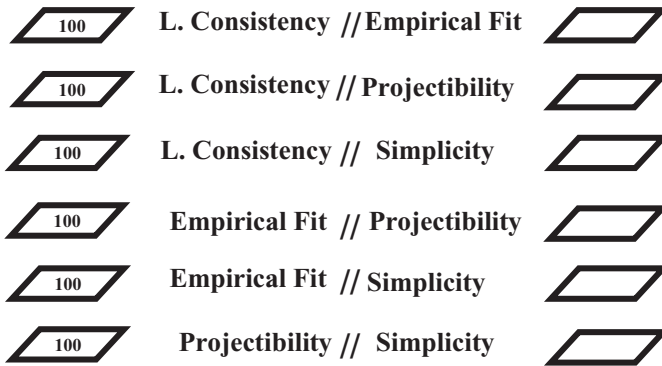 100 L. Consistency // Empirical Fit
100 L. Consistency // Projectibility
100 L. Consistency // Simplicity
100 Empirical Fit // Projectibility
100 Empirical Fit // Simplicity
100 Projectibility // Simplicity